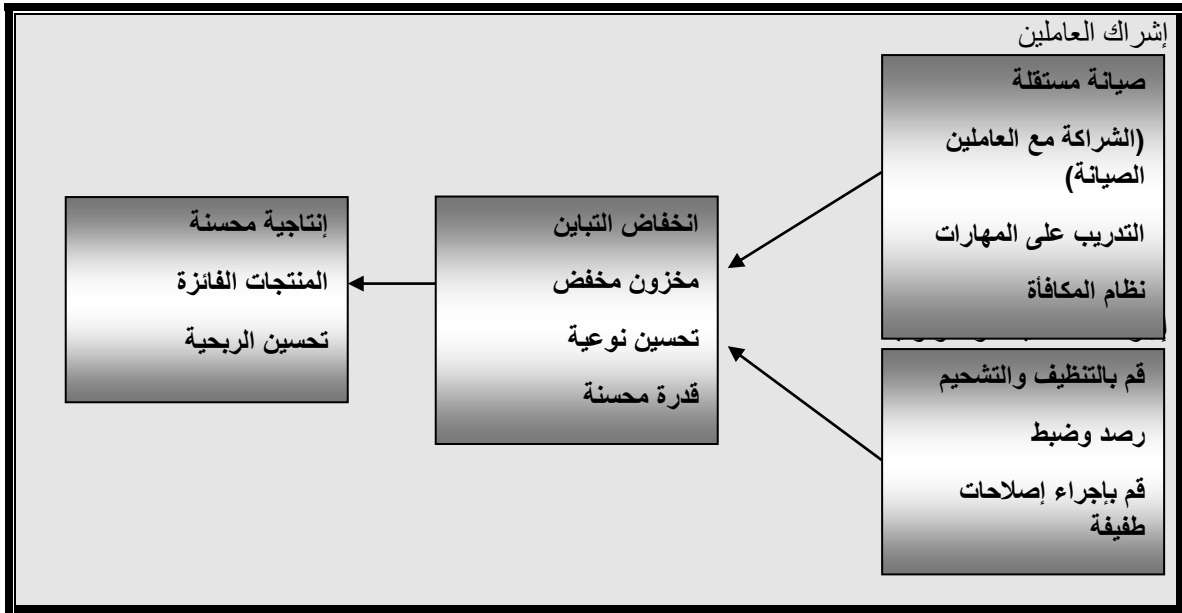 إشراك العاملين
صيانة مستقلة
(الشراكة مع العاملين
الصيانة)
التدريب على المهارات
نظام المكافأة
قم بالتنظيف والتشحيم
رصد وضبط
قم بإجراء إصلاحات
طفيفة
انخفاض التباين
مخزون مخفض
تحسين نوعية
قدرة محسنة
إنتاجية محسنة
المنتجات الفائزة
تحسين الربحية